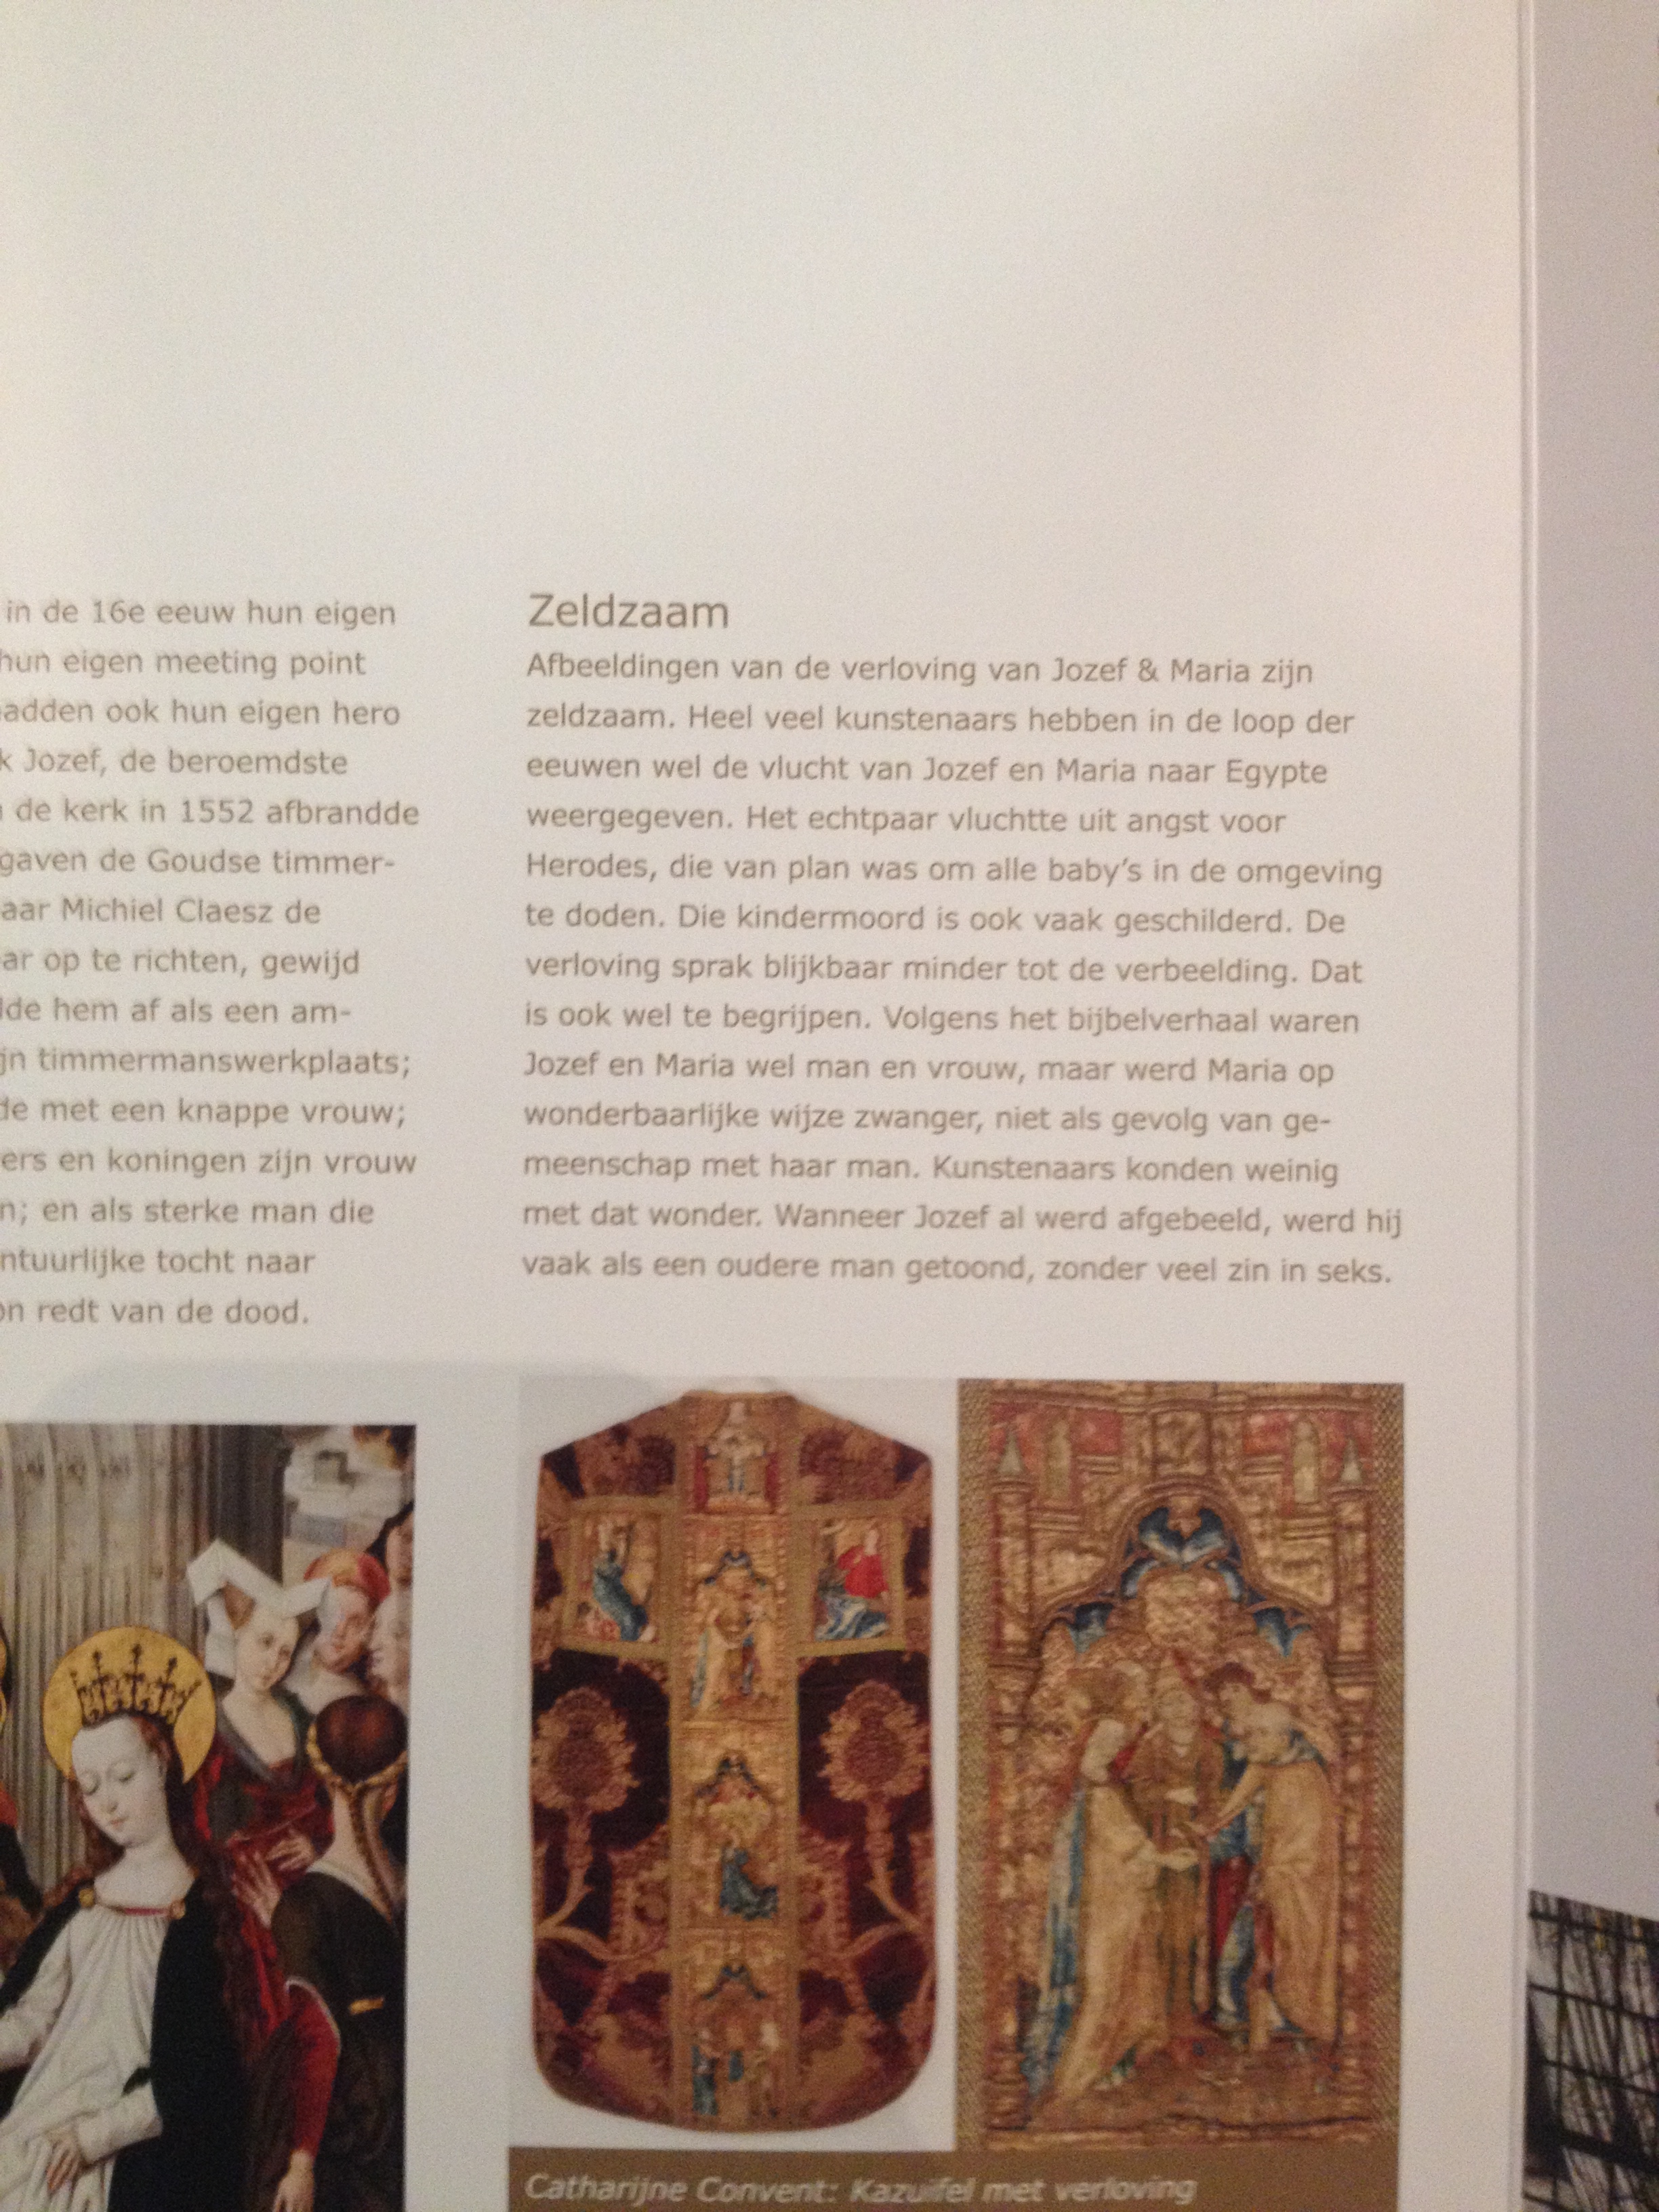 in de 16e eeuw hun eigen
hun eigen meeting point
adden ook hun eigen hero
k Jozef, de beroemdste
de kerk in 1552 afbrandde
gaven de Goudse timmer-
aar Michiel Claesz de
ar op te richten, gewijd
lde hem af als een am-
jn timmermanswerkplaats;
de met een knappe vrouw;
ers en koningen zijn vrouw
n; en als sterke man die
ntuurlijke tocht naar
on redt van de dood.
Zeldzaam
Afbeeldingen van de verloving van Jozef & Maria zijn
zeldzaam. Heel veel kunstenaars hebben in de loop der
eeuwen wel de vlucht van Jozef en Maria naar Egypte
weergegeven. Het echtpaar vluchtte uit angst voor
Herodes, die van plan was om alle baby's in de omgeving
te doden. Die kindermoord is ook vaak geschilderd. De
verloving sprak blijkbaar minder tot de verbeelding. Dat
is ook wel te begrijpen. Volgens het bijbelverhaal waren
Jozef en Maria wel man en vrouw, maar werd Maria op
wonderbaarlijke wijze zwanger, niet als gevolg van ge-
meenschap met haar man. Kunstenaars konden weinig
met dat wonder. Wanneer Jozef al werd afgebeeld, werd hij
vaak als een oudere man getoond, zonder veel zin in seks.
Catharijne Convent: Kazuifel met verloving